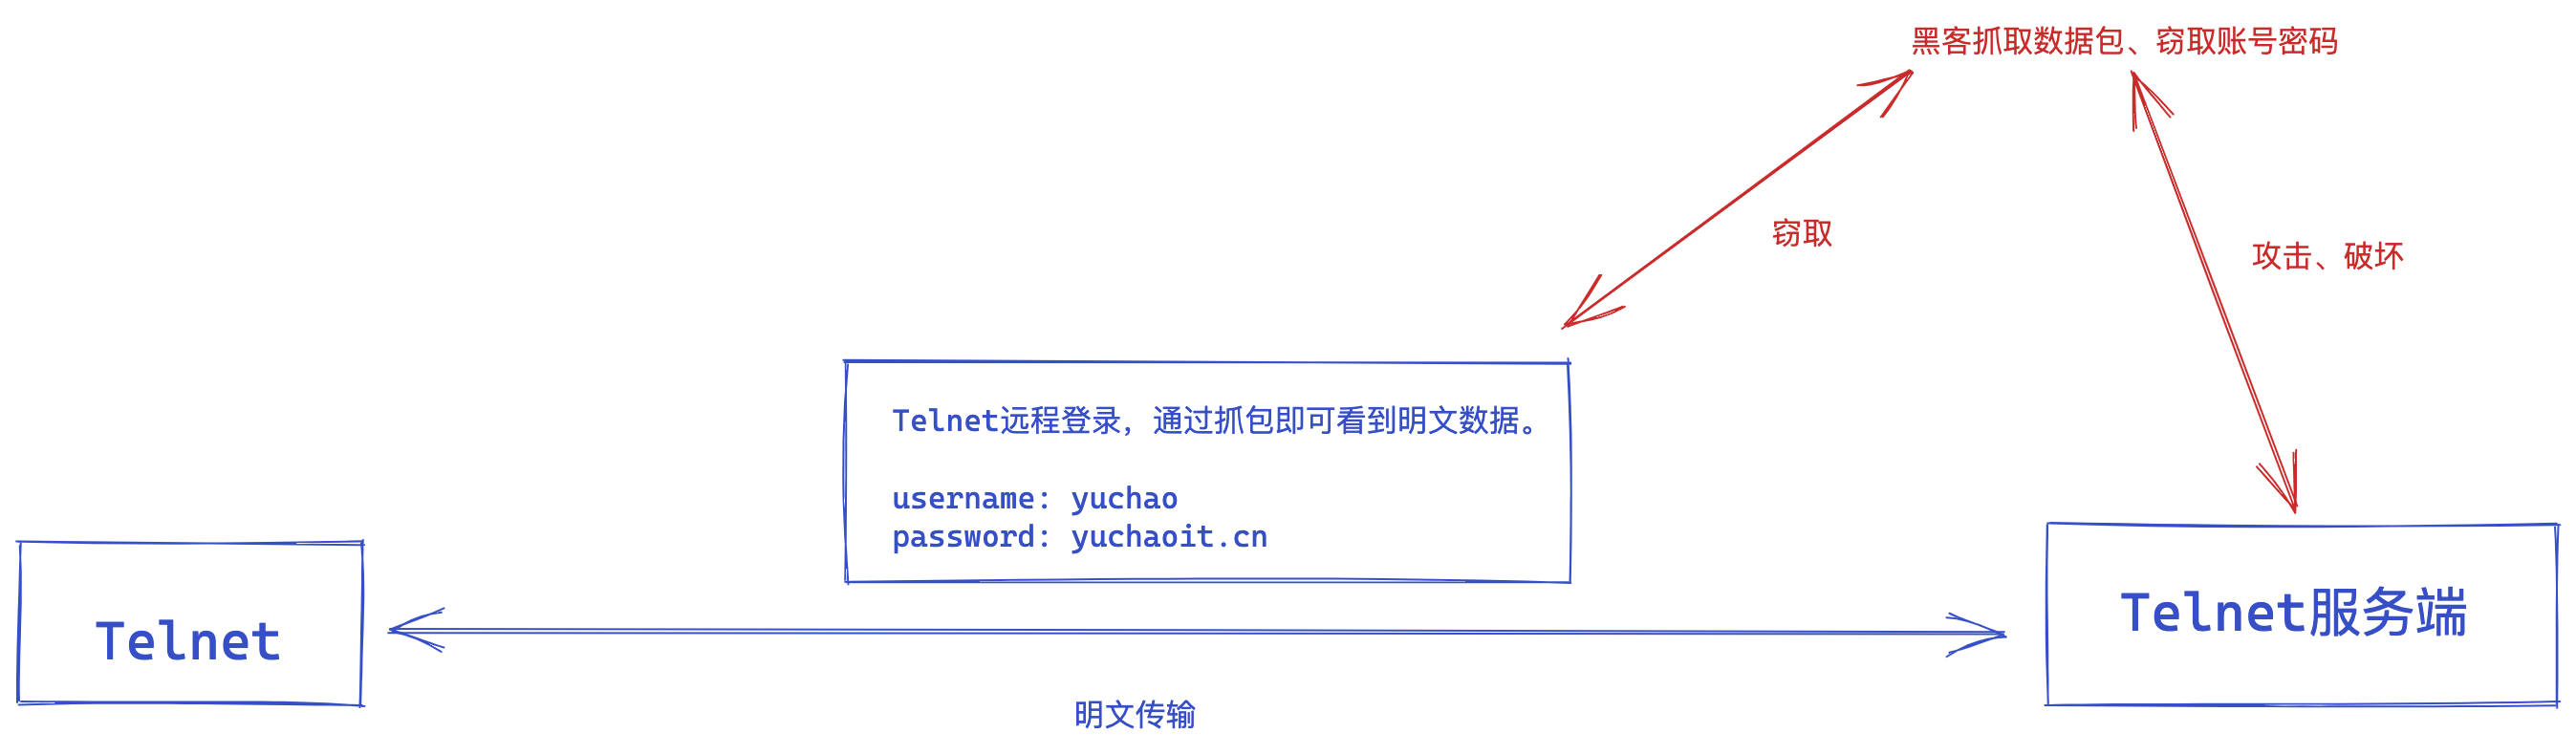 黑客抓取数据包、窃取账号密码
窃取
攻击、破坏
Telnet远程登录，通过抓包即可看到明文数据。
username: yuchao
password: yuchaoit.cn
Telnet
Telnet服务端
明文传输